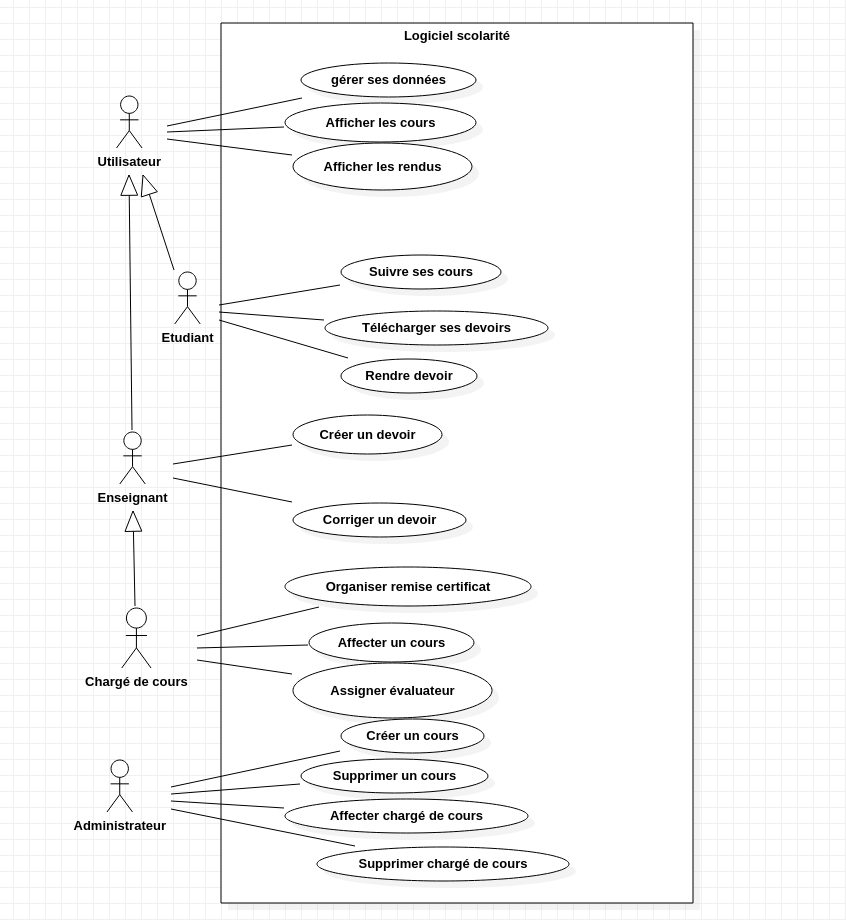 Logiciel scolarité
gérer ses données
Afficher les cours
Utilisateur
Afficher les rendus
Suivre ses cours
Etudiant
Télécharger ses devoirs
Rendre devoir
Créer un devoir
Enseignant
Corriger un devoir
Organiser remise certificat
Affecter un cours
Chargé de cours
Assigner évaluateur
Créer un cours
Supprimer un cours
Affecter chargé de cours
Administrateur
Supprimer chargé de cours